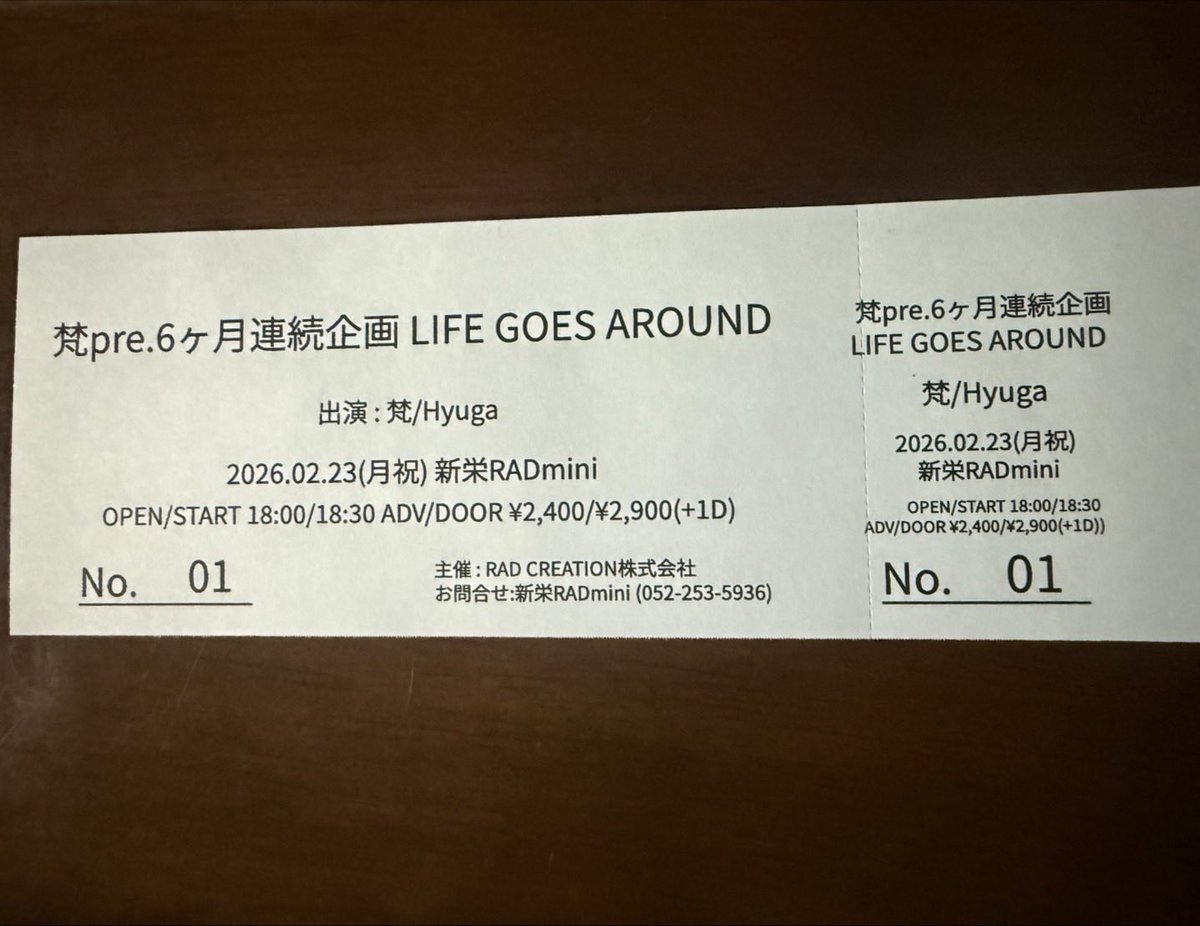 梵pre.6ヶ月連続企画 LIFE GOES AROUND
出演 : 梵/Hyuga
2026.02.23(月祝) 新栄RADmini
OPEN/START 18:00/18:30 ADV/DOOR ¥2,400/¥2,900(+1D)
No. 01
主催 : RAD CREATION株式会社
お問合せ:新栄RADmini (052-253-5936)
梵pre.6ヶ月連続企画
LIFE GOES AROUND
梵/Hyuga
2026.02.23(月祝)
新栄RADmini
OPEN/START 18:00/18:30
ADV/DOOR ¥2,400/¥2,900(+1D))
No. 01